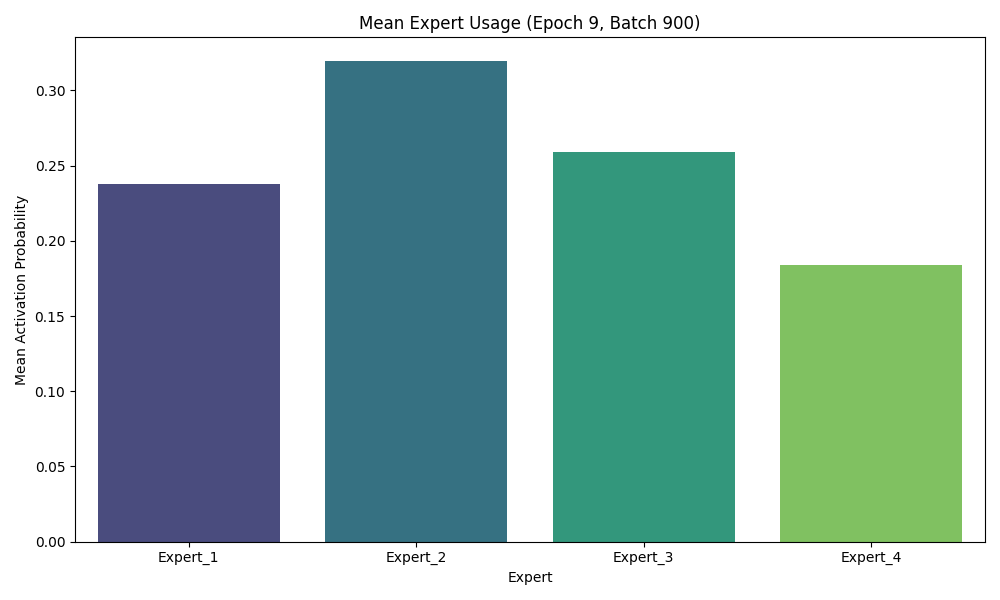 Mean Expert Usage (Epoch 9, Batch 900)
Mean Activation Probability
0.30
0.25
0.20
0.15
0.10
0.05
0.00
Expert_1
Expert_2
Expert_3
Expert_4
Expert